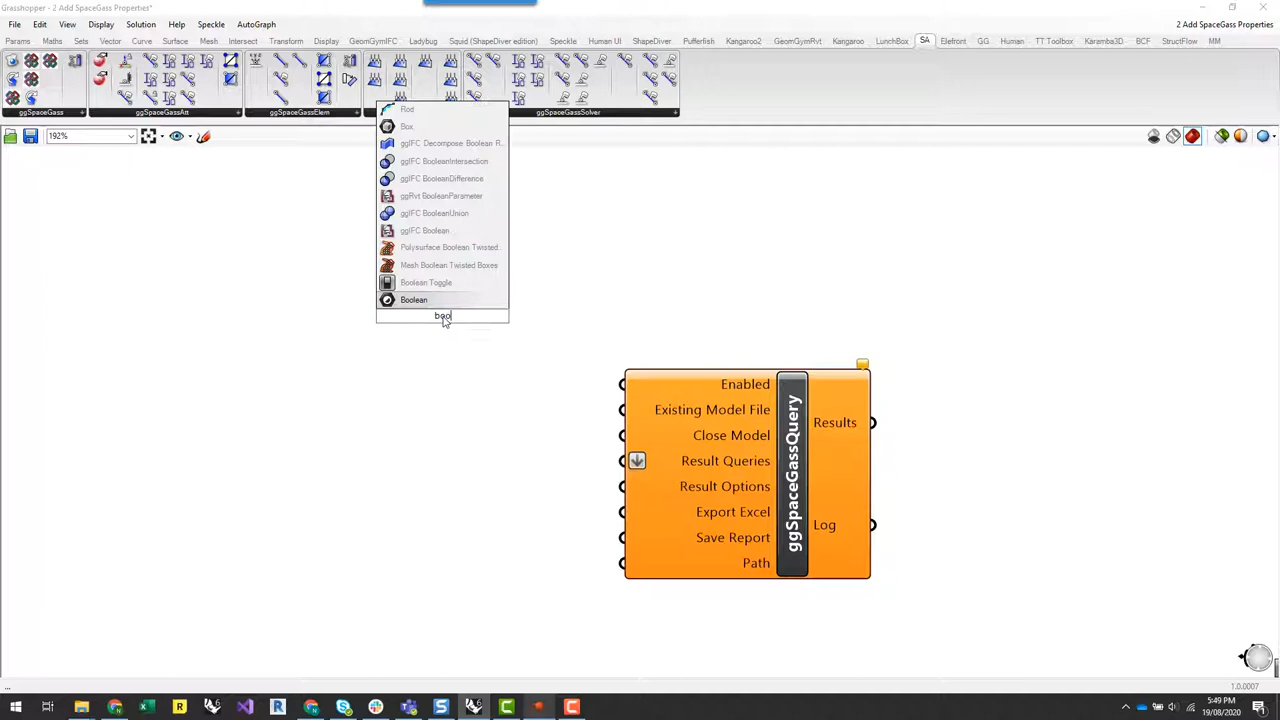 Grasshopper - 2 Add SpaceGass Properties*
File Edit View Display Solution Help Speckle AutoGraph
2 Add SpaceGass Properties*
Params Maths Sets Vector Curve Surface Mesh Intersect Transform Display GeomGymIFC Ladybug Squid (ShapeDiver edition) Speckle Human UI ShapeDiver Pufferfish Kangaroo2 GeomGymRvt Kangaroo LunchBox SA Elefront GG Human TT Toolbox Karamba3D BCF StructFlow MM
ggSpaceGass ggSpaceGassAtt ggSpaceGassElem ggSpaceGassSolver
192%
Rod
Box
ggIFC Decompose Boolean R...
ggIFC BooleanIntersection
ggIFC BooleanDifference
ggRvt BooleanParameter
ggIFC BooleanUnion
ggIFC Boolean
Polysurface Boolean Twisted..
Mesh Boolean Twisted Boxes
Boolean Toggle
Boolean
boo
Enabled
Existing Model File
Close Model
Result Queries
Result Options
Export Excel
Save Report
Path
ggSpaceGassQuery
Results
Log
...
1.0.0007
5:49 PM
19/08/2020